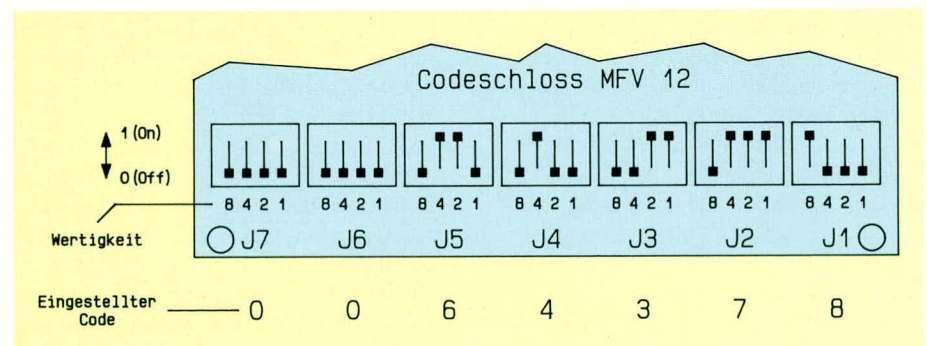 Codeschloss MFV 12
1 (On)
0 (Off)
8 4 2 1 8 4 2 1 8 4 2 1 8 4 2 1 8 4 2 1 8 4 2 1 8 4 2 1
Wertigkeit
J7 J6 J5 J4 J3 J2 J1
Eingestellter
Code
0 0 6 4 3 7 8